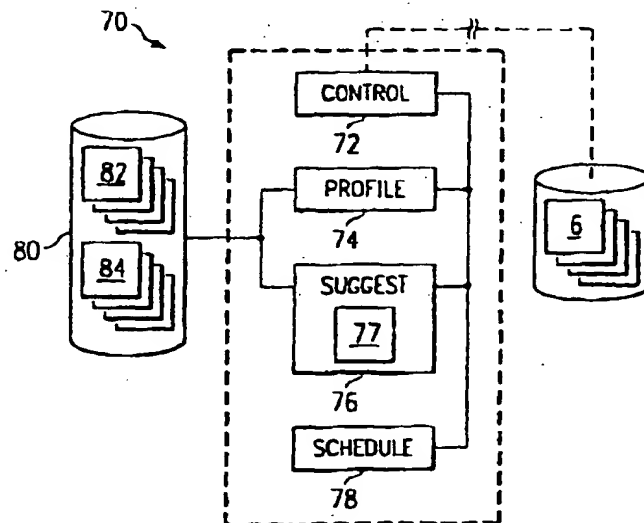 70
CONTROL
72
82
PROFILE
74
6
80
84
SUGGEST
77
76
SCHEDULE
78